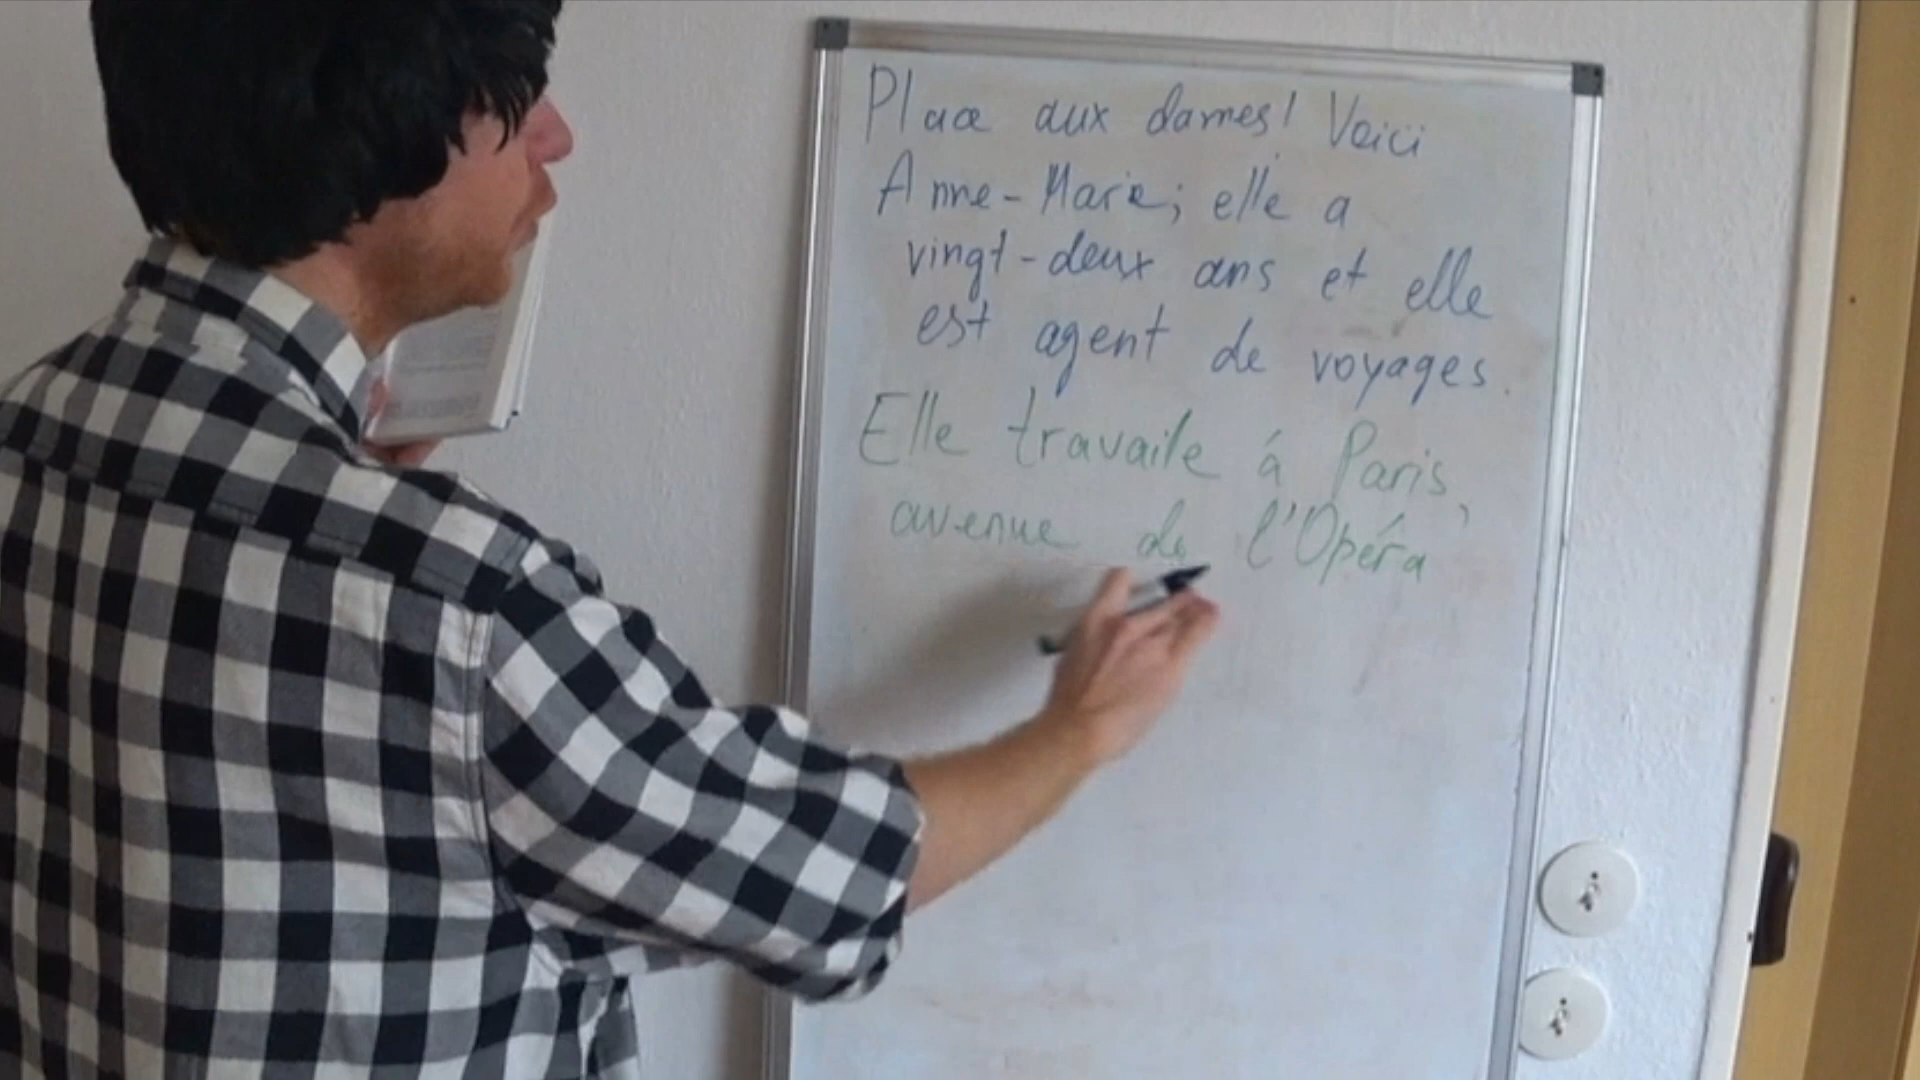 Place aux dames! Voici
Anne-Marie; elle a
vingt-deux ans et elle
est agent de voyages.
Elle travaile á Paris,
avenue de l'Opéra